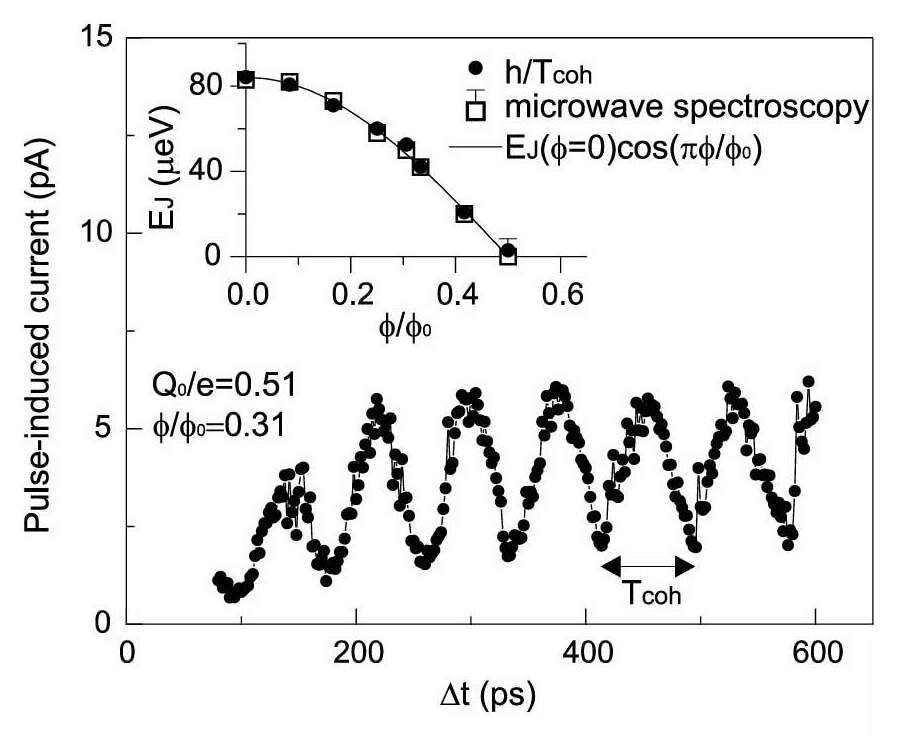 15
10
5
0
Pulse-induced current (pA)
80
40
0
EJ (μeV)
0.0 0.2 0.4 0.6
ϕ/ϕ0
h/Tcoh
microwave spectroscopy
EJ(ϕ=0)cos(πϕ/ϕ0)
Q0/e=0.51
ϕ/ϕ0=0.31
Tcoh
0 200 400 600
Δt (ps)